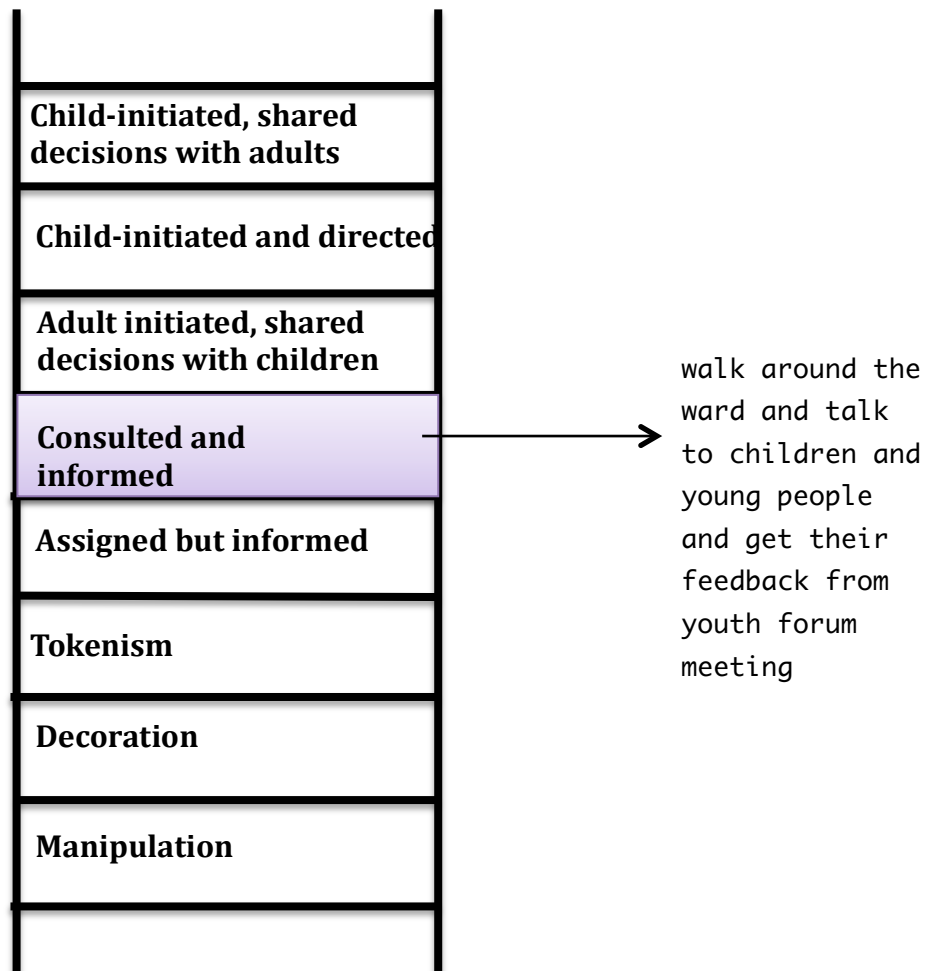 Child-initiated, shared
decisions with adults
Child-initiated and directed
Adult initiated, shared
decisions with children
Consulted and
informed
Assigned but informed
Tokenism
Decoration
Manipulation
walk around the
ward and talk
to children and
young people
and get their
feedback from
youth forum
meeting